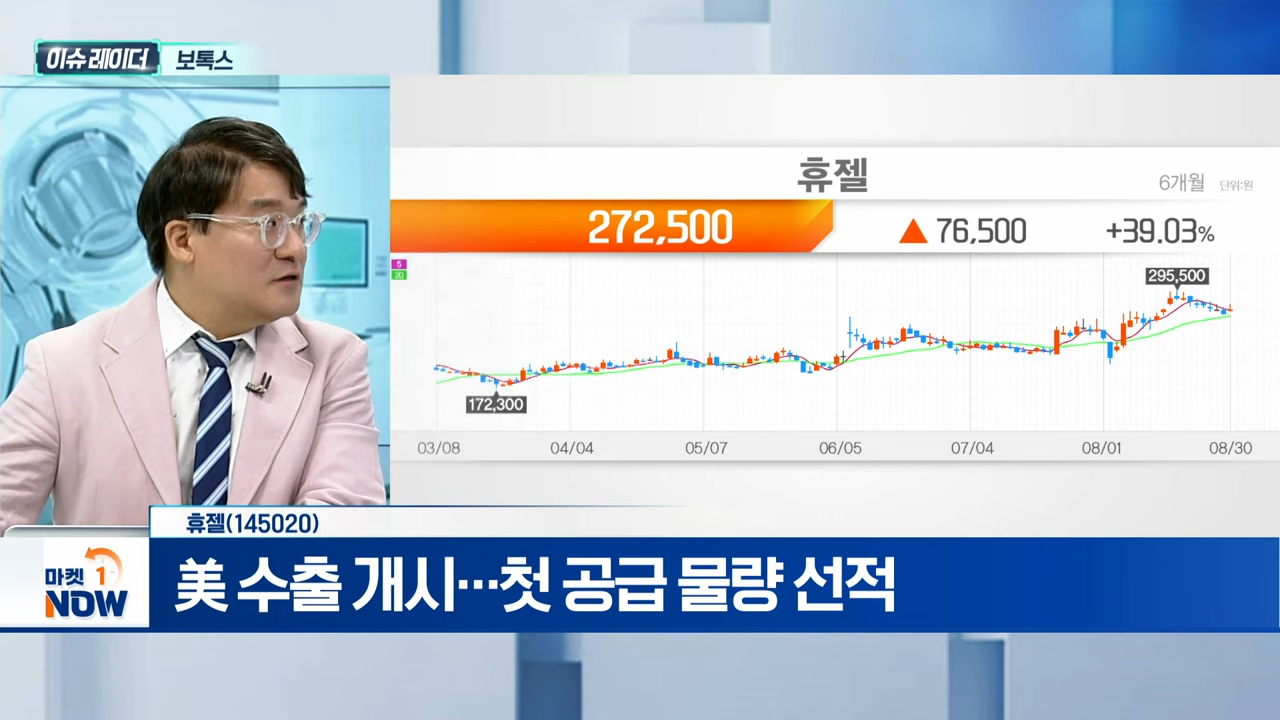 이슈레이더 보톡스
휴젤
6개월 단위:원
272,500 ▲ 76,500 +39.03%
5
20
295,500
172,300
03/08 04/04 05/07 06/05 07/04 08/01 08/30
휴젤(145020)
마켓 1
NOW
美 수출 개시…첫 공급 물량 선적